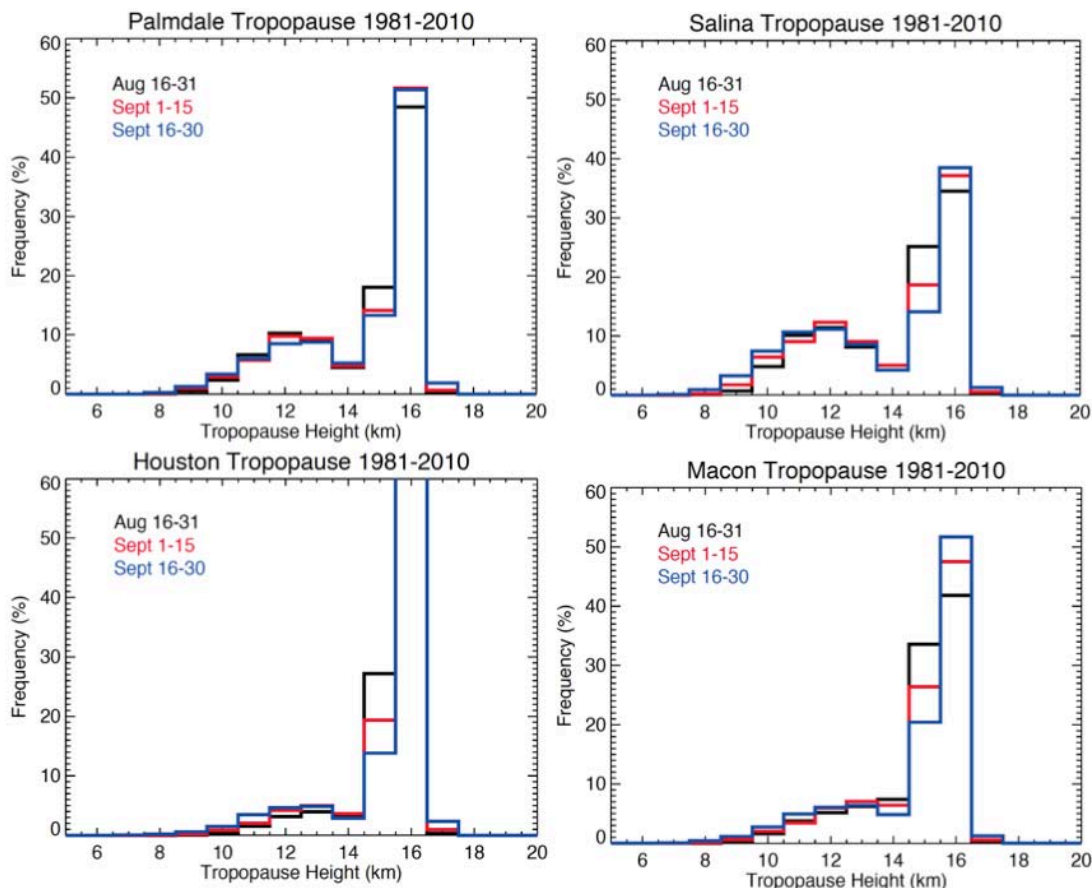 Palmdale Tropopause 1981-2010
60
50
40
30
20
10
0
Frequency (%)
Aug 16-31
Sept 1-15
Sept 16-30
6 8 10 12 14 16 18 20
Tropopause Height (km)
Salina Tropopause 1981-2010
60
50
40
30
20
10
0
Frequency (%)
Aug 16-31
Sept 1-15
Sept 16-30
6 8 10 12 14 16 18 20
Tropopause Height (km)
Houston Tropopause 1981-2010
60
50
40
30
20
10
0
Frequency (%)
Aug 16-31
Sept 1-15
Sept 16-30
6 8 10 12 14 16 18 20
Tropopause Height (km)
Macon Tropopause 1981-2010
60
50
40
30
20
10
0
Frequency (%)
Aug 16-31
Sept 1-15
Sept 16-30
6 8 10 12 14 16 18 20
Tropopause Height (km)